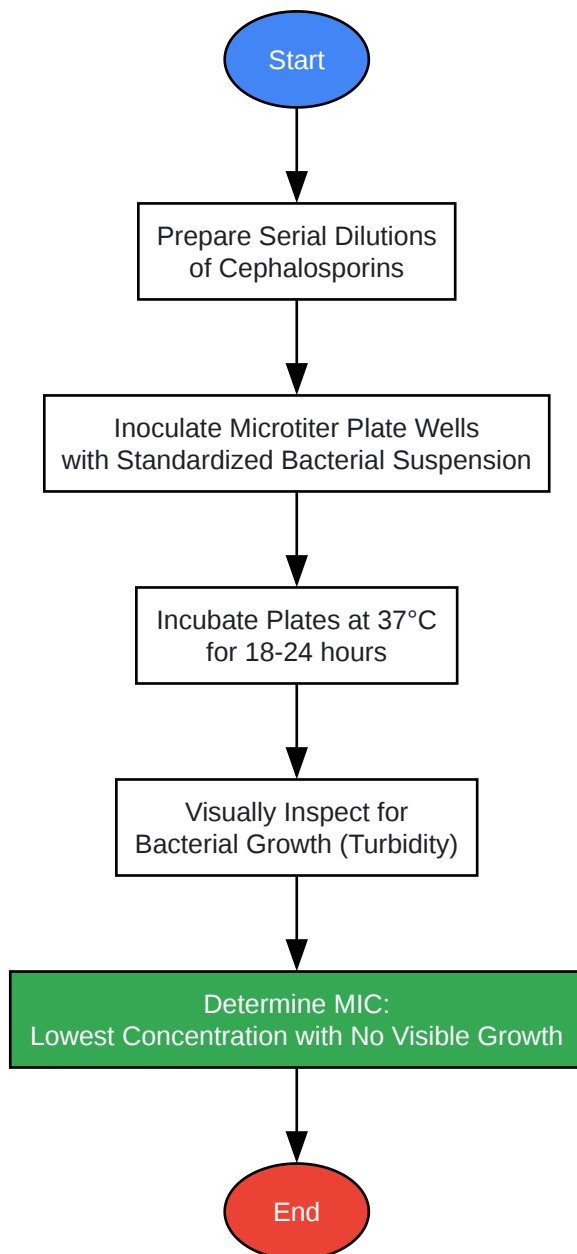 Start
Prepare Serial Dilutions
of Cephalosporins
Inoculate Microtiter Plate Wells
with Standardized Bacterial Suspension
Incubate Plates at 37°C
for 18-24 hours
Visually Inspect for
Bacterial Growth (Turbidity)
Determine MIC:
Lowest Concentration with No Visible Growth
End